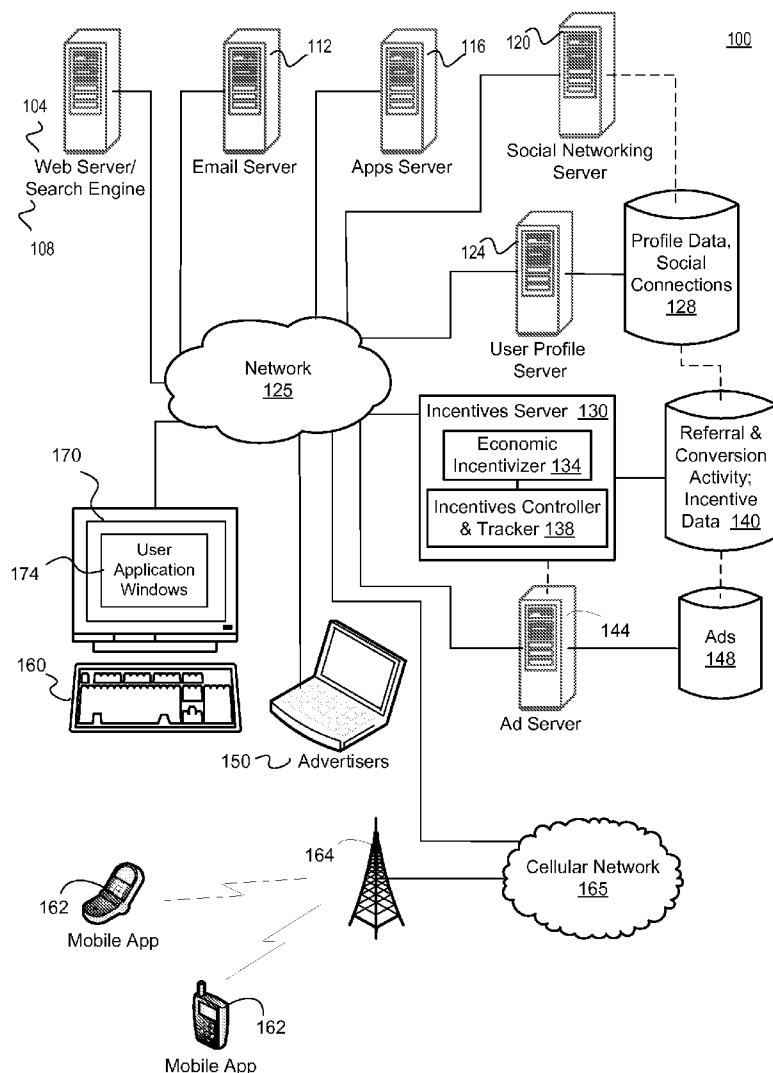 100
112
116
120
104
Web Server/
Search Engine
108
Email Server
Apps Server
Social Networking
Server
124
User Profile
Server
Profile Data,
Social
Connections
128
Network
125
Incentives Server 130
Economic
Incentivizer 134
Incentives Controller
& Tracker 138
Referral &
Conversion
Activity;
Incentive
Data 140
170
174
User
Application
Windows
160
150
Advertisers
144
Ad Server
Ads
148
164
Cellular Network
165
162
Mobile App
162
Mobile App